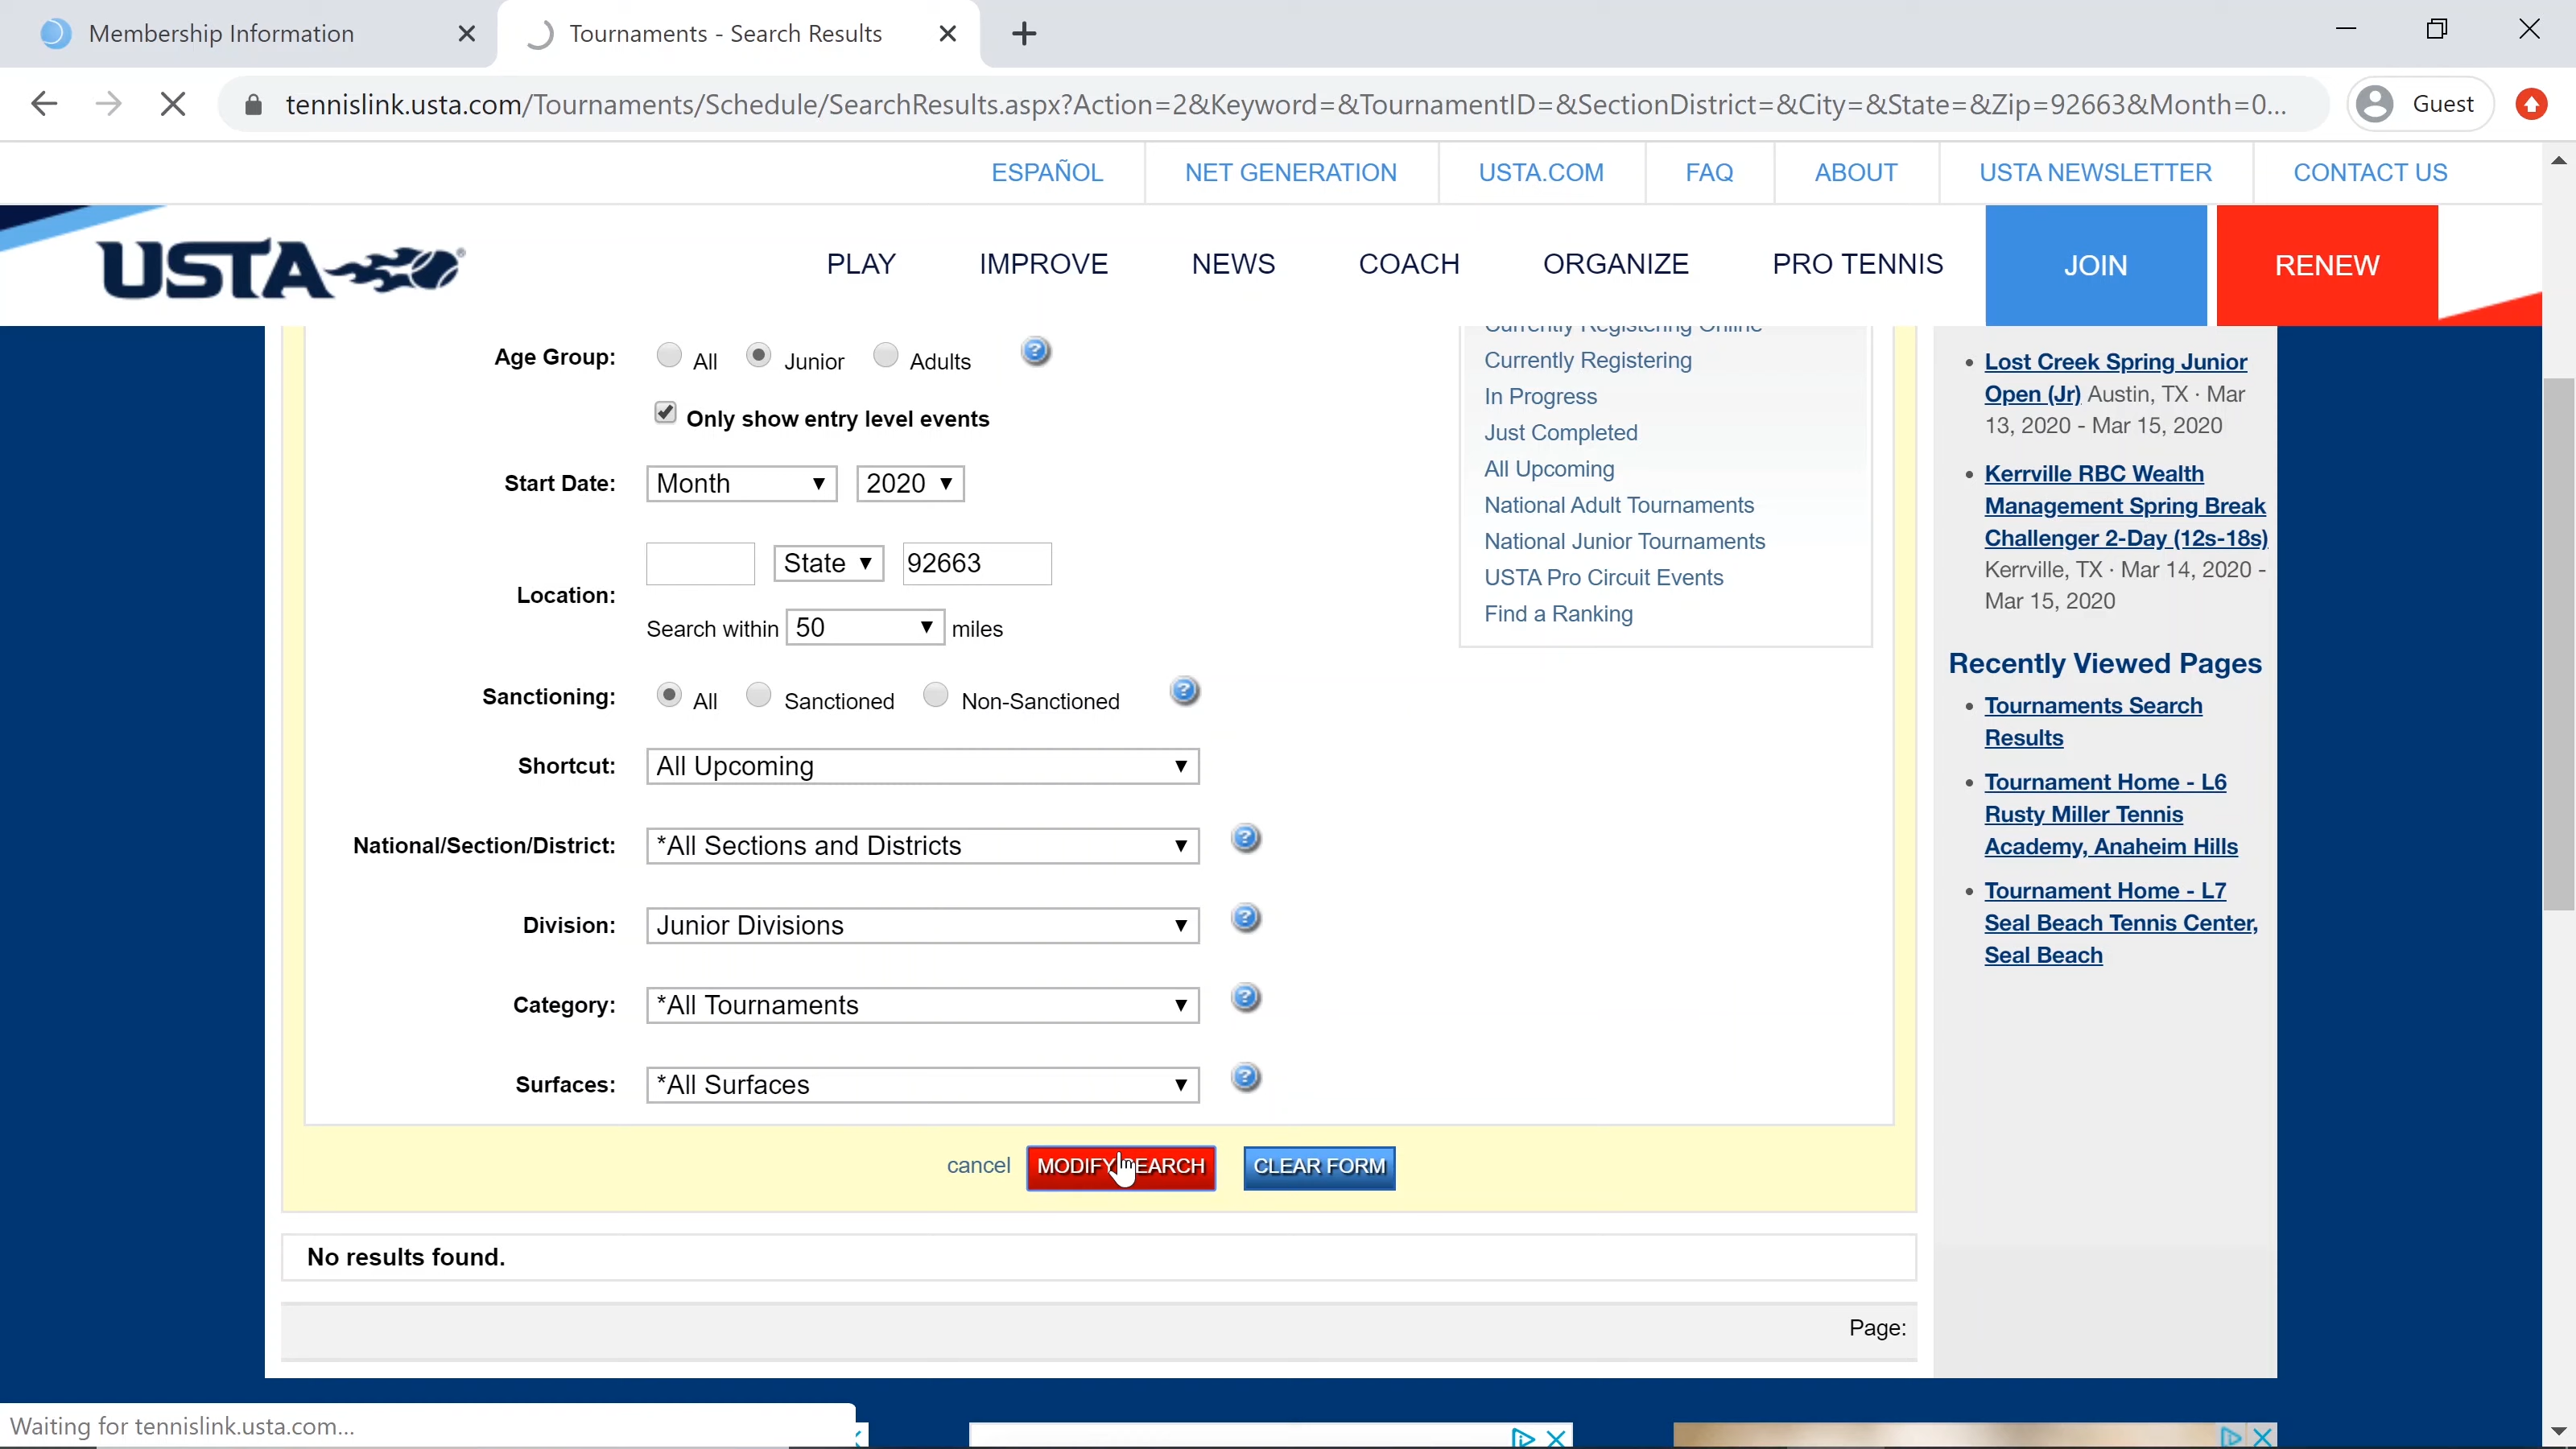 Membership Information
Tournaments - Search Results
tennislink.usta.com/Tournaments/Schedule/SearchResults.aspx?Action=2&Keyword=&TournamentID=&SectionDistrict=&City=&State=&Zip=92663&Month=0...
Guest
ESPAÑOL
NET GENERATION
USTA.COM
FAQ
ABOUT
USTA NEWSLETTER
CONTACT US
USTA
PLAY
IMPROVE
NEWS
COACH
ORGANIZE
PRO TENNIS
JOIN
RENEW
Age Group:
All
Junior
Adults
Only show entry level events
Start Date:
Month
2020
Location:
State
92663
Search within 50 miles
Sanctioning:
All
Sanctioned
Non-Sanctioned
Shortcut:
All Upcoming
National/Section/District:
*All Sections and Districts
Division:
Junior Divisions
Category:
*All Tournaments
Surfaces:
*All Surfaces
cancel
MODIFY SEARCH
CLEAR FORM
No results found.
Page:
Currently Registering Online
Currently Registering
In Progress
Just Completed
All Upcoming
National Adult Tournaments
National Junior Tournaments
USTA Pro Circuit Events
Find a Ranking
Lost Creek Spring Junior
Open (Jr) Austin, TX · Mar
13, 2020 - Mar 15, 2020
Kerrville RBC Wealth
Management Spring Break
Challenger 2-Day (12s-18s)
Kerrville, TX · Mar 14, 2020 -
Mar 15, 2020
Recently Viewed Pages
Tournaments Search
Results
Tournament Home - L6
Rusty Miller Tennis
Academy, Anaheim Hills
Tournament Home - L7
Seal Beach Tennis Center,
Seal Beach
Waiting for tennislink.usta.com...